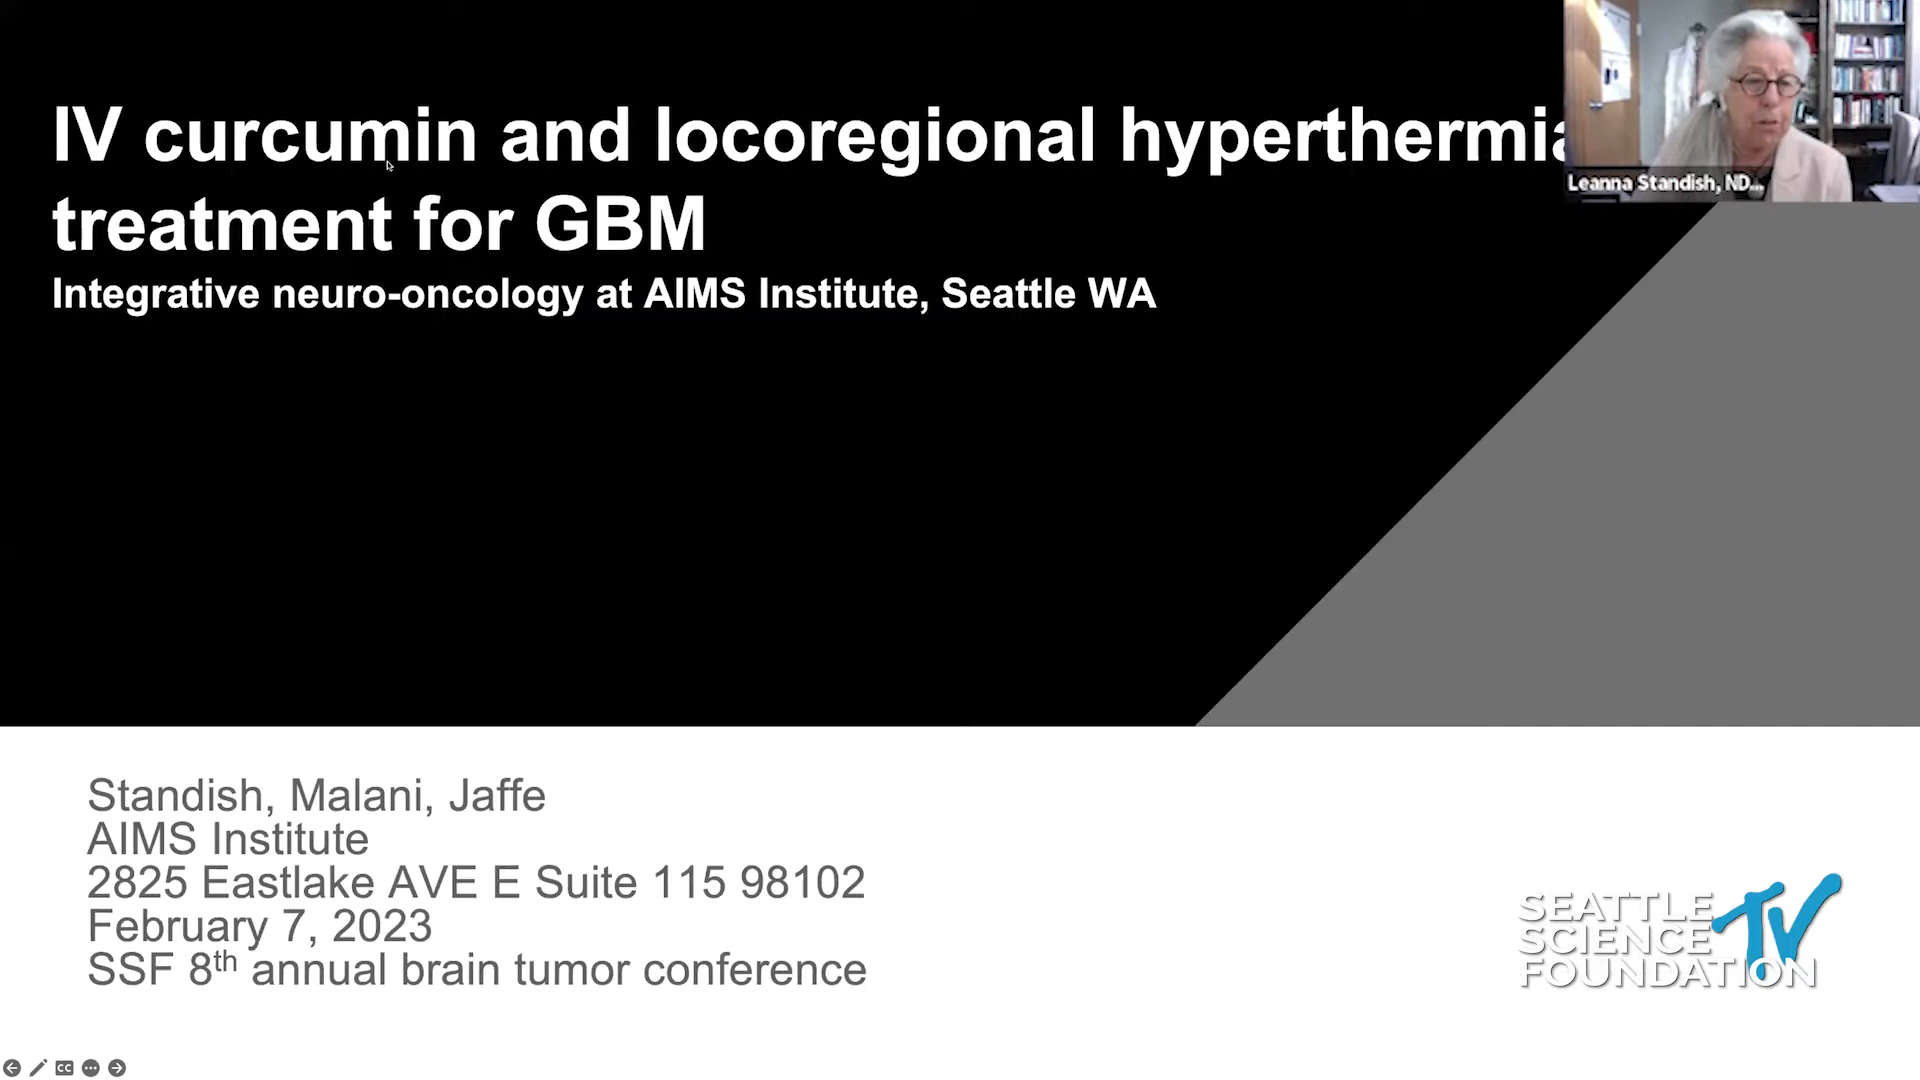 IV curcumin and locoregional hyperthermia
treatment for GBM
Integrative neuro-oncology at AIMS Institute, Seattle WA
Leanna Standish, ND...
Standish, Malani, Jaffe
AIMS Institute
2825 Eastlake AVE E Suite 115 98102
February 7, 2023
SSF 8th annual brain tumor conference
SEATTLE
SCIENCE
FOUNDATION
TV
CC